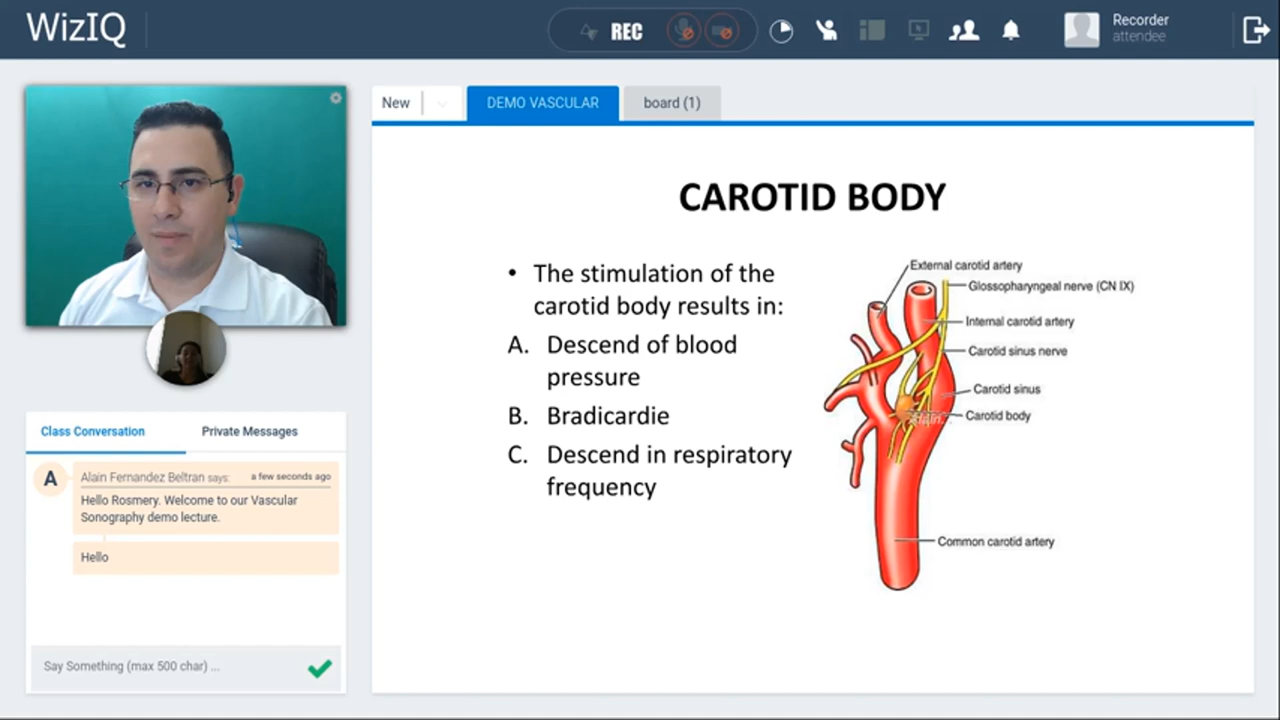 WizIQ
REC
Recorder
attendee
New
DEMO VASCULAR
board (1)
CAROTID BODY
• The stimulation of the
carotid body results in:
A. Descend of blood
pressure
B. Bradicardie
C. Descend in respiratory
frequency
External carotid artery
Glossopharyngeal nerve (CN IX)
Internal carotid artery
Carotid sinus nerve
Carotid sinus
Carotid body
Common carotid artery
Class Conversation
Private Messages
A
Alain Fernandez Beltran says: a few seconds ago
Hello Rosmery. Welcome to our Vascular
Sonography demo lecture.
Hello
Say Something (max 500 char) ...